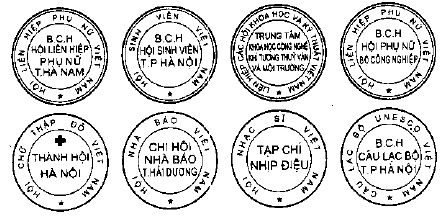 HỘI LIÊN HIỆP PHỤ NỮ VIỆT NAM
B.C.H
HỘI LIÊN HIỆP
PHỤ NỮ
T.HÀ NAM
HỘI SINH VIÊN VIỆT NAM
B.C.H
HỘI SINH VIÊN
T.P HÀ NỘI
LIÊN HIỆP CÁC HỘI KHOA HỌC VÀ KỸ THUẬT VIỆT NAM
TRUNG TÂM
KHOA HỌC CÔNG NGHỆ
KHÍ TƯỢNG THUỶ VĂN
VÀ MÔI TRƯỜNG
HỘI LIÊN HIỆP PHỤ NỮ VIỆT NAM
B.C.H
HỘI PHỤ NỮ
BỘ CÔNG NGHIỆP
HỘI CHỮ THẬP ĐỎ VIỆT NAM
THÀNH HỘI
HÀ NỘI
HỘI NHÀ BÁO VIỆT NAM
CHI HỘI
NHÀ BÁO
T.HẢI DƯƠNG
HỘI NHẠC SĨ VIỆT NAM
TẠP CHÍ
NHỊP ĐIỆU
CÂU LẠC BỘ UNESCO VIỆT NAM
B.C.H
CÂU LẠC BỘ
T.P HÀ NỘI